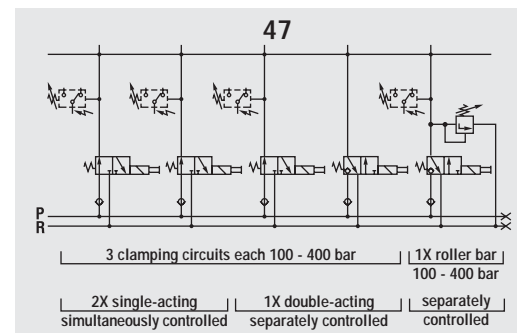 47
P
R
3 clamping circuits each 100 - 400 bar
1X roller bar
100 - 400 bar
2X single-acting
simultaneously controlled
1X double-acting
separately controlled
separately
controlled